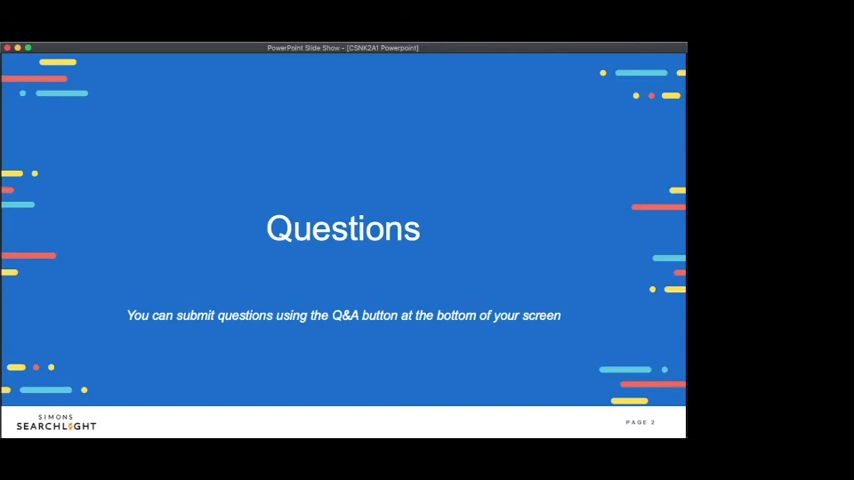 PowerPoint Slide Show - [CSNK2A1 Powerpoint]
Questions
You can submit questions using the Q&A button at the bottom of your screen
SIMONS
SEARCHLIGHT
PAGE 2